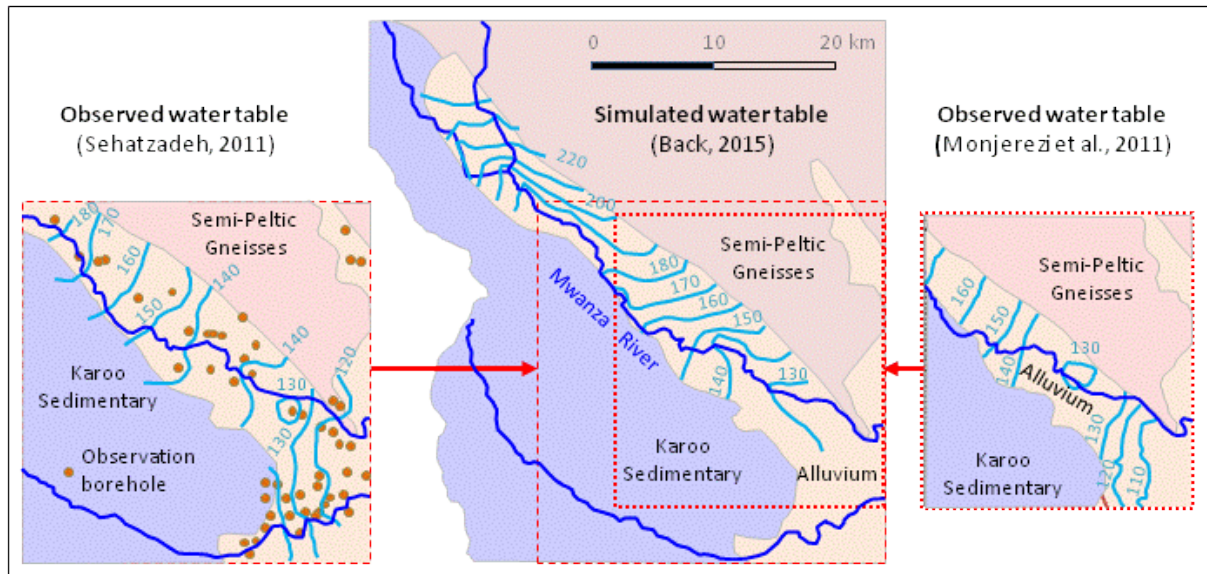 Observed water table
(Sehatzadeh, 2011)
180
170
160
150
140
140
130
120
130
Semi-Peltic
Gneisses
Karoo
Sedimentary
Observation
borehole
0 10 20 km
Simulated water table
(Back, 2015)
220
200
180
170
160
150
140
130
Semi-Peltic
Gneisses
Mwanza River
Karoo
Sedimentary
Alluvium
Observed water table
(Monjerezi et al., 2011)
160
150
140
130
130
120
110
Semi-Peltic
Gneisses
Alluvium
Karoo
Sedimentary